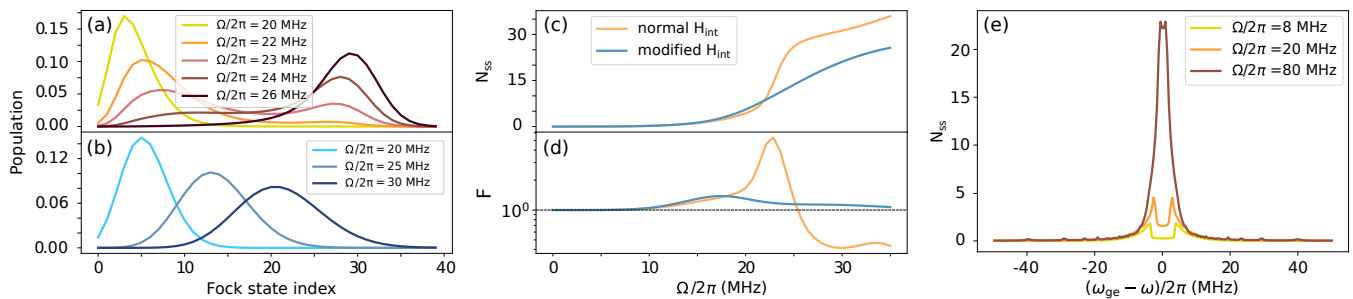 (a)
Ω/2π = 20 MHz
Ω/2π = 22 MHz
Ω/2π = 23 MHz
Ω/2π = 24 MHz
Ω/2π = 26 MHz
0.15
0.10
0.05
0.00
Population
(b)
Ω/2π = 20 MHz
Ω/2π = 25 MHz
Ω/2π = 30 MHz
0.12
0.06
0.00
0 10 20 30 40
Fock state index
(c)
normal H_int
modified H_int
30
15
0
N_ss
(d)
F
10^0
0 10 20 30
Ω/2π (MHz)
(e)
Ω/2π =8 MHz
Ω/2π =20 MHz
Ω/2π =80 MHz
20
15
10
5
0
N_ss
-40 -20 0 20 40
(ω_ge − ω)/2π (MHz)